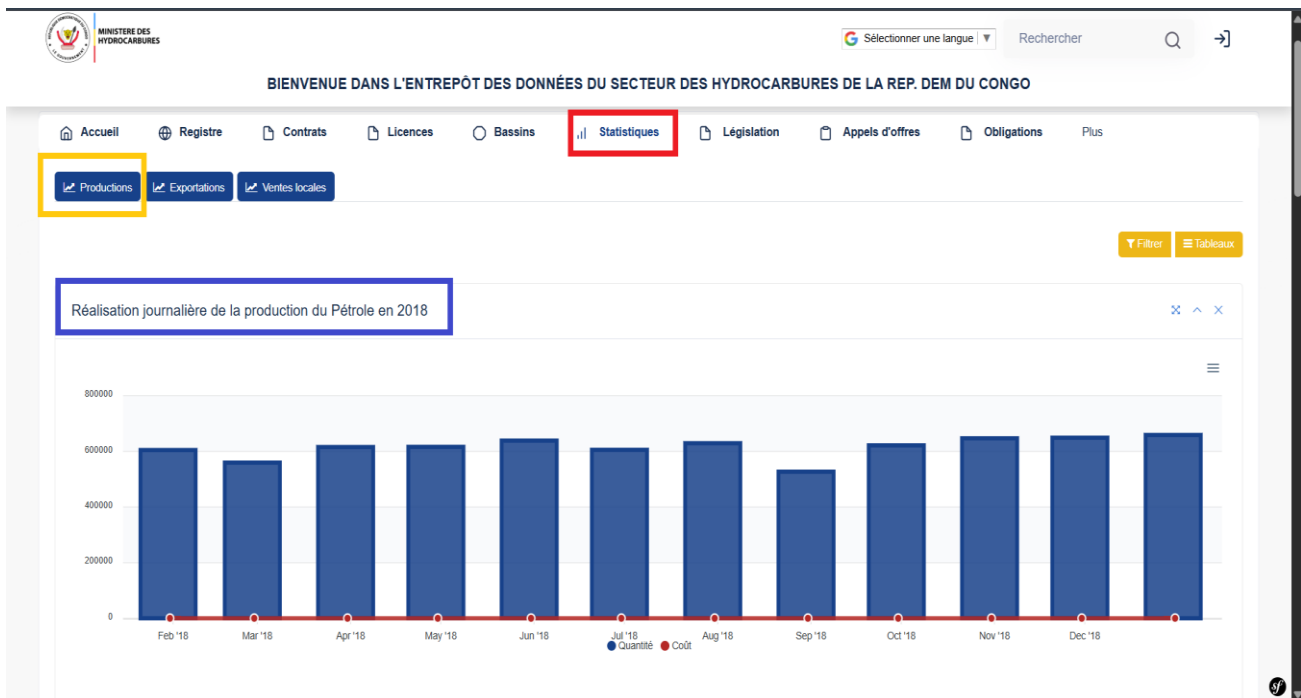 MINISTERE DES
HYDROCARBURES
Sélectionner une langue ▼
Rechercher
BIENVENUE DANS L'ENTREPÔT DES DONNÉES DU SECTEUR DES HYDROCARBURES DE LA REP. DEM DU CONGO
Accueil Registre Contrats Licences Bassins Statistiques Législation Appels d'offres Obligations Plus
Productions Exportations Ventes locales
Filtrer Tableaux
Réalisation journalière de la production du Pétrole en 2018
800000
600000
400000
200000
0
Feb '18 Mar '18 Apr '18 May '18 Jun '18 Jul '18 Aug '18 Sep '18 Oct '18 Nov '18 Dec '18
Quantité Coût